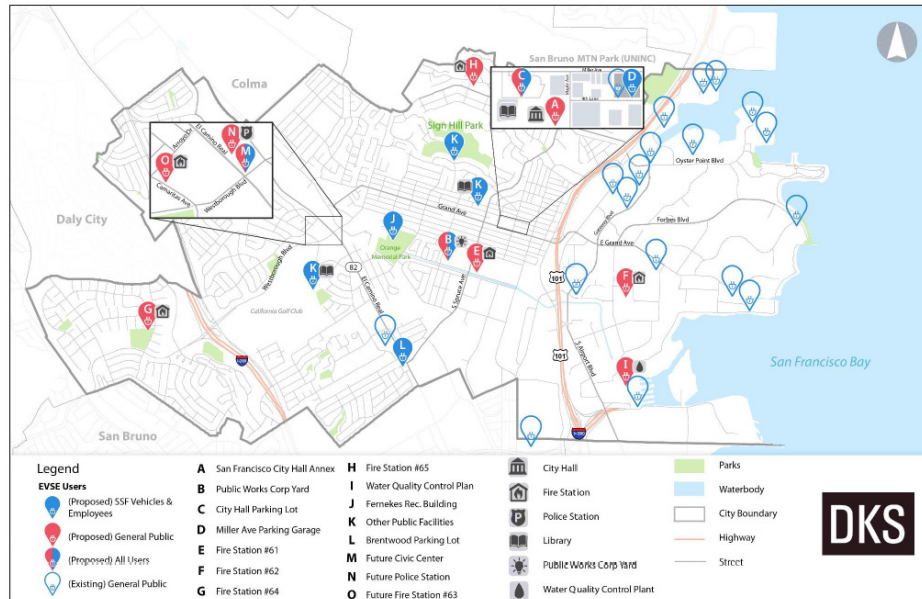 San Bruno MTN Park (UNINC)
Colma
Daly City
San Bruno
San Francisco Bay
Sign Hill Park
Orange
Memorial Park
California Golf Club
H
C
D
A
Miller Ave
N
P
M
O
Arroyo Dr
El Camino Real
Camaritas Ave
Westborough Blvd
K
K
Grand Ave
J
B
E
K
82
Westborough Blvd
El Camino Real
S Spruce Ave
G
L
Oyster Point Blvd
Forbes Blvd
E Grand Ave
F
101
101
S Airport Blvd
I
Legend
EVSE Users
(Proposed) SSF Vehicles &
Employees
(Proposed) General Public
(Proposed) All Users
(Existing) General Public
A San Francisco City Hall Annex
B Public Works Corp Yard
C City Hall Parking Lot
D Miller Ave Parking Garage
E Fire Station #61
F Fire Station #62
G Fire Station #64
H Fire Station #65
I Water Quality Control Plan
J Fernekes Rec. Building
K Other Public Facilities
L Brentwood Parking Lot
M Future Civic Center
N Future Police Station
O Future Fire Station #63
City Hall
Fire Station
P Police Station
Library
Public Works Corp Yard
Water Quality Control Plant
Parks
Waterbody
City Boundary
Highway
Street
DKS